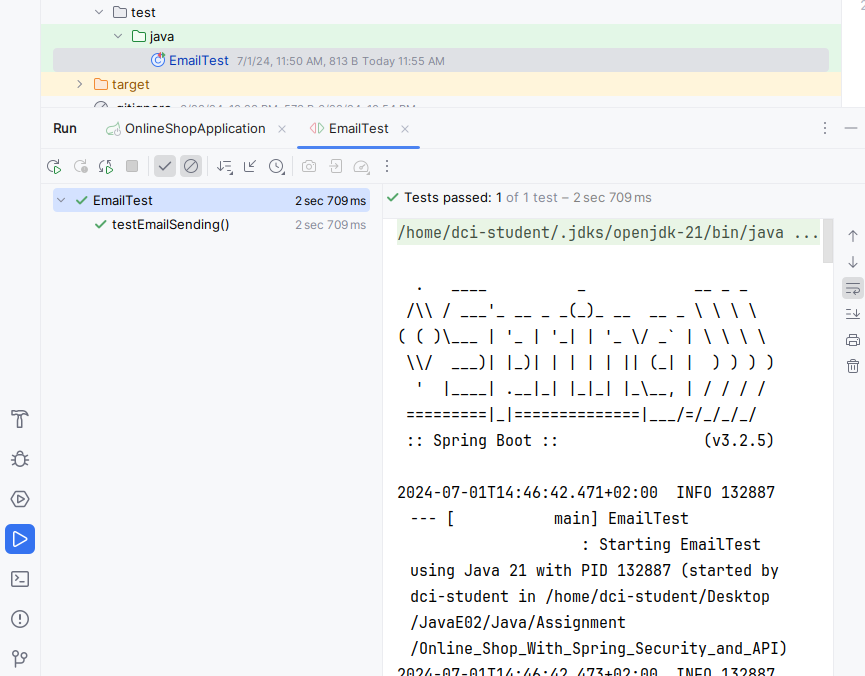 test
java
EmailTest 7/1/24, 11:50 AM, 813 B Today 11:55 AM
target
Run OnlineShopApplication EmailTest
EmailTest 2 sec 709 ms
testEmailSending() 2 sec 709 ms
Tests passed: 1 of 1 test – 2 sec 709 ms
/home/dci-student/.jdks/openjdk-21/bin/java ...
  .   ____          _            __ _ _
 /\\ / ___'_ __ _ _(_)_ __  __ _ \ \ \ \
( ( )\___ | '_ | '_| | '_ \/ _` | \ \ \ \
 \\/  ___)| |_)| | | | | || (_| |  ) ) ) )
  '  |____| .__|_| |_|_| |_\__, | / / / /
 =========|_|==============|___/=/_/_/_/
 :: Spring Boot ::                (v3.2.5)
2024-07-01T14:46:42.471+02:00  INFO 132887
--- [           main] EmailTest
: Starting EmailTest
using Java 21 with PID 132887 (started by
dci-student in /home/dci-student/Desktop
/JavaE02/Java/Assignment
/Online_Shop_With_Spring_Security_and_API)
2024-07-01T14:46:42.473+02:00  INFO 132887